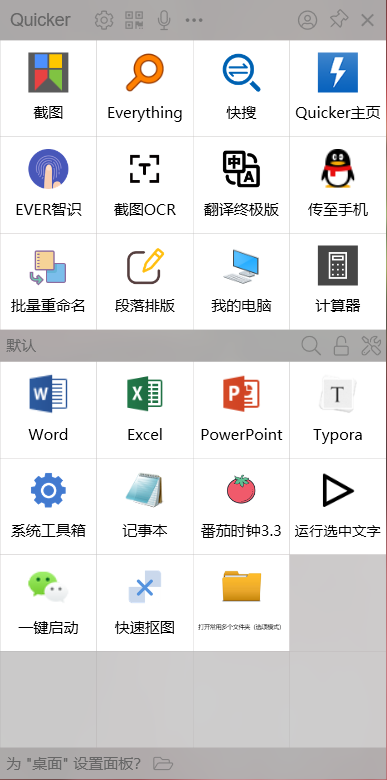 Quicker
截图 Everything 快搜 Quicker主页
EVER智识 截图OCR 翻译终极版 传至手机
批量重命名 段落排版 我的电脑 计算器
默认
Word Excel PowerPoint Typora
系统工具箱 记事本 番茄时钟3.3 运行选中文字
一键启动 快速抠图 打开常用多个文件夹（选项模式）
为 "桌面" 设置面板?